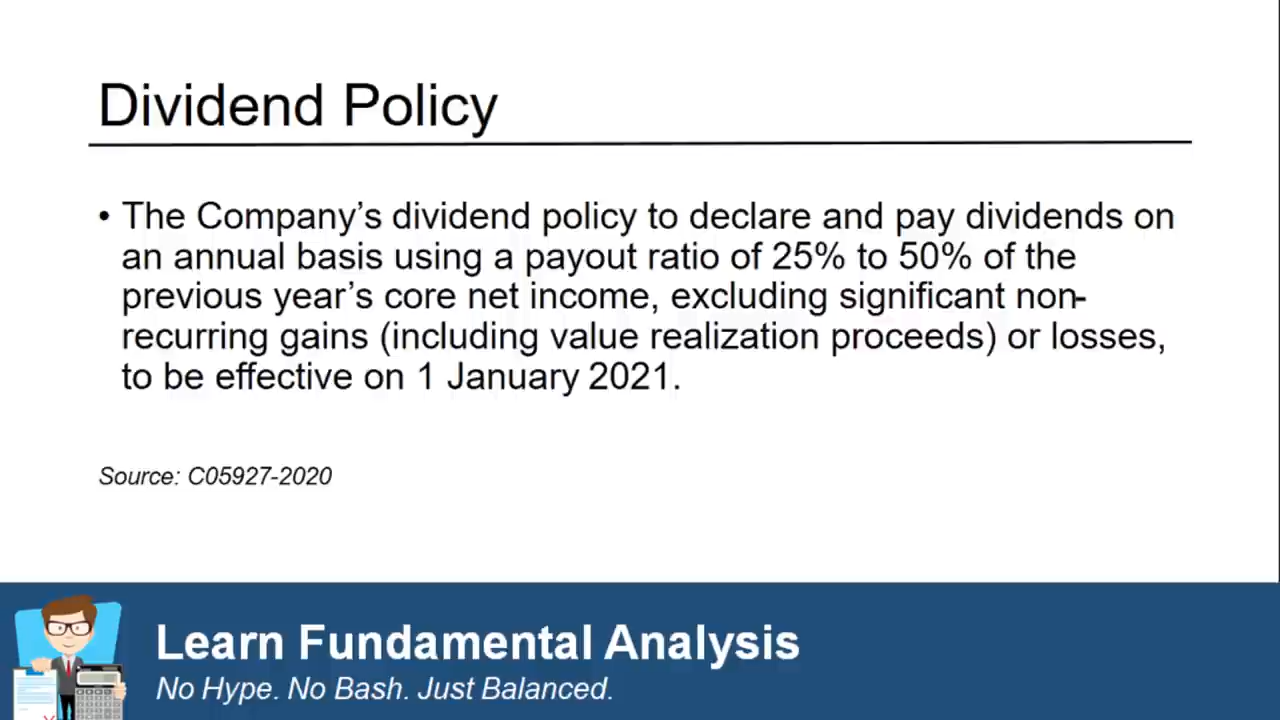 Dividend Policy
• The Company’s dividend policy to declare and pay dividends on
an annual basis using a payout ratio of 25% to 50% of the
previous year’s core net income, excluding significant non-
recurring gains (including value realization proceeds) or losses,
to be effective on 1 January 2021.
Source: C05927-2020
Learn Fundamental Analysis
No Hype. No Bash. Just Balanced.